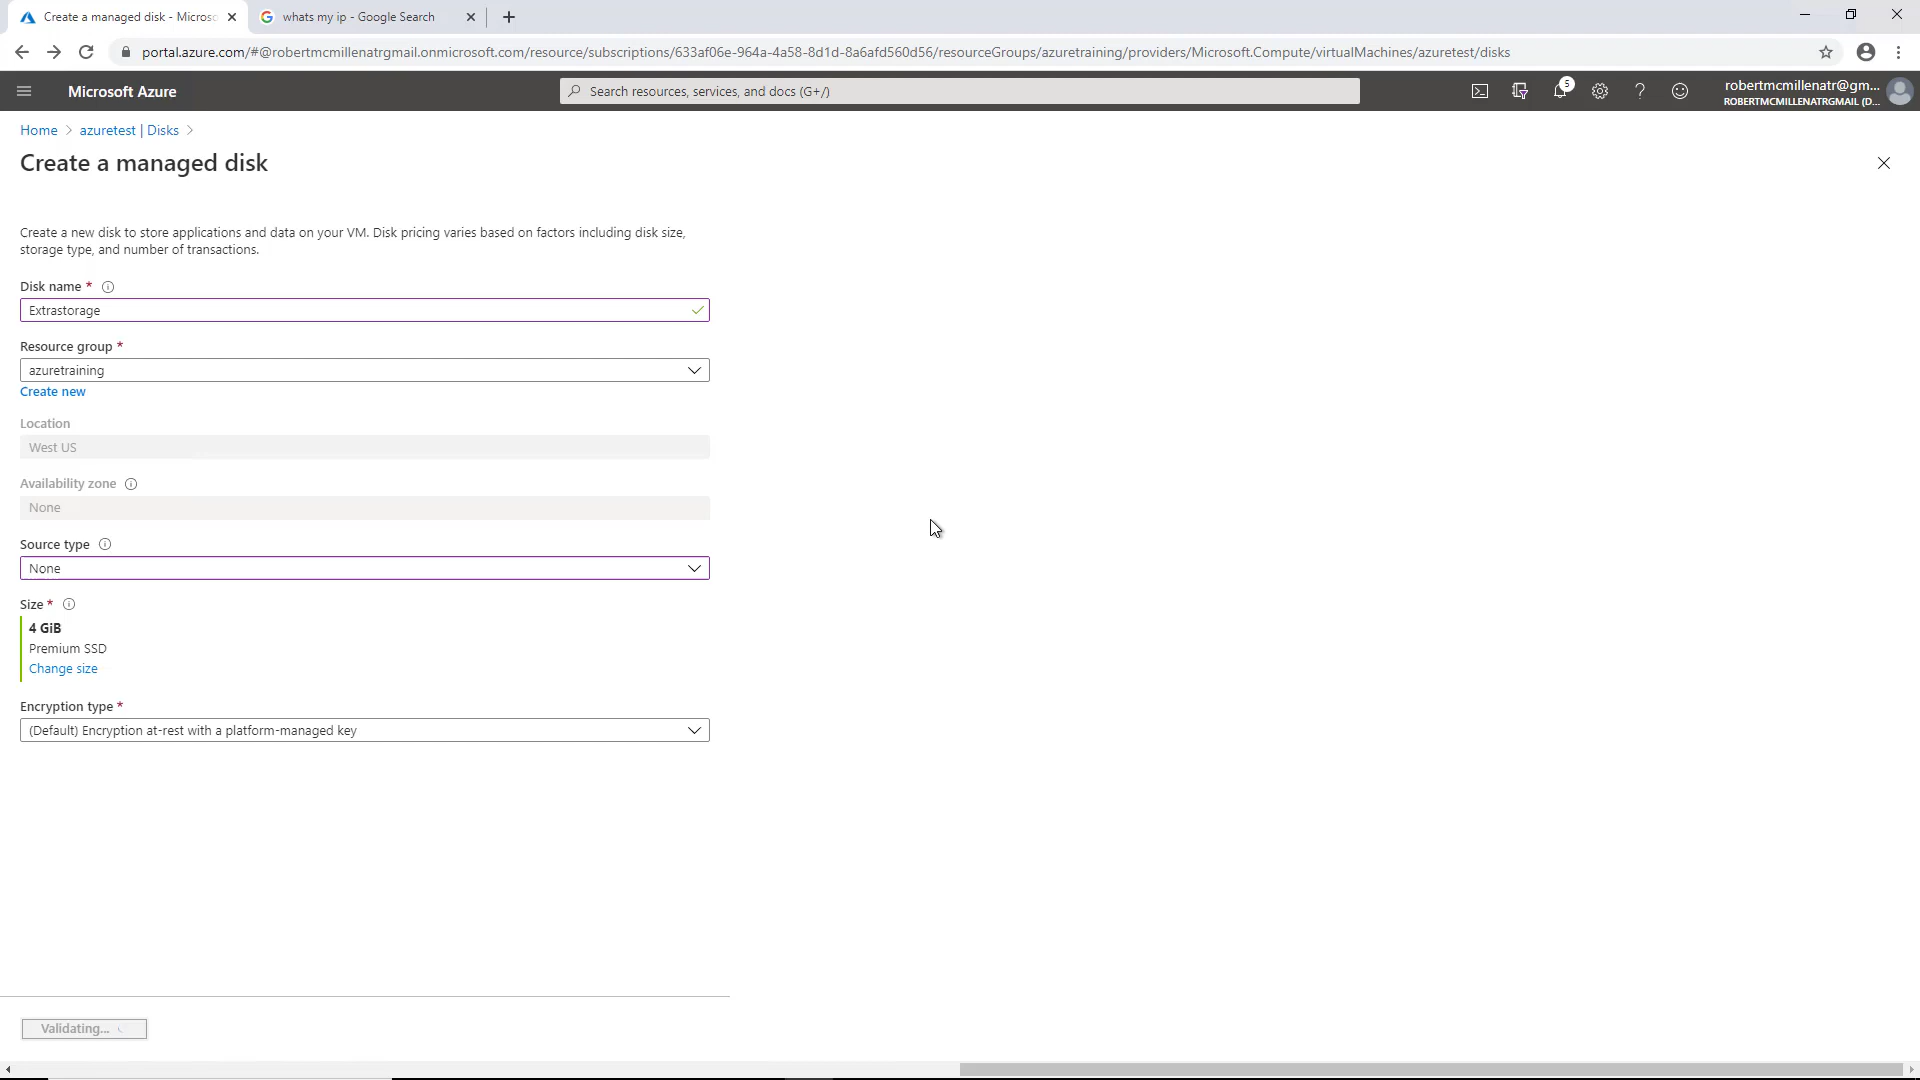 Create a managed disk - Microso
whats my ip - Google Search
portal.azure.com/#@robertmcmillenatrgmail.onmicrosoft.com/resource/subscriptions/633af06e-964a-4a58-8d1d-8a6afd560d56/resourceGroups/azuretraining/providers/Microsoft.Compute/virtualMachines/azuretest/disks
Microsoft Azure
Search resources, services, and docs (G+/)
5
robertmcmillenatr@gm...
ROBERTMCMILLENATRGMAIL (D...
Home > azuretest | Disks >
Create a managed disk
Create a new disk to store applications and data on your VM. Disk pricing varies based on factors including disk size,
storage type, and number of transactions.
Disk name *
Extrastorage
Resource group *
azuretraining
Create new
Location
West US
Availability zone
None
Source type
None
Size *
4 GiB
Premium SSD
Change size
Encryption type *
(Default) Encryption at-rest with a platform-managed key
Validating...